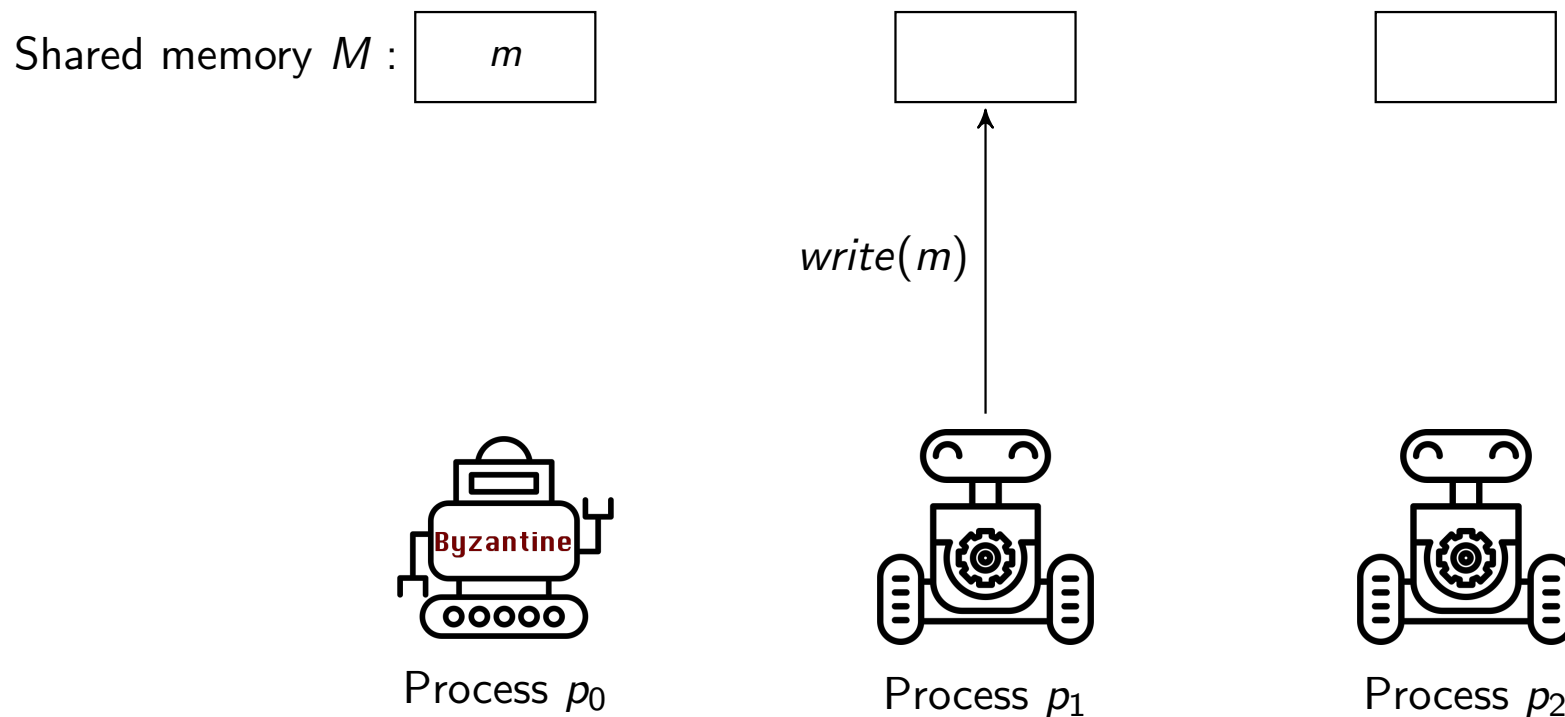 Shared memory M : m
write(m)
Byzantine
Process p₀ Process p₁ Process p₂